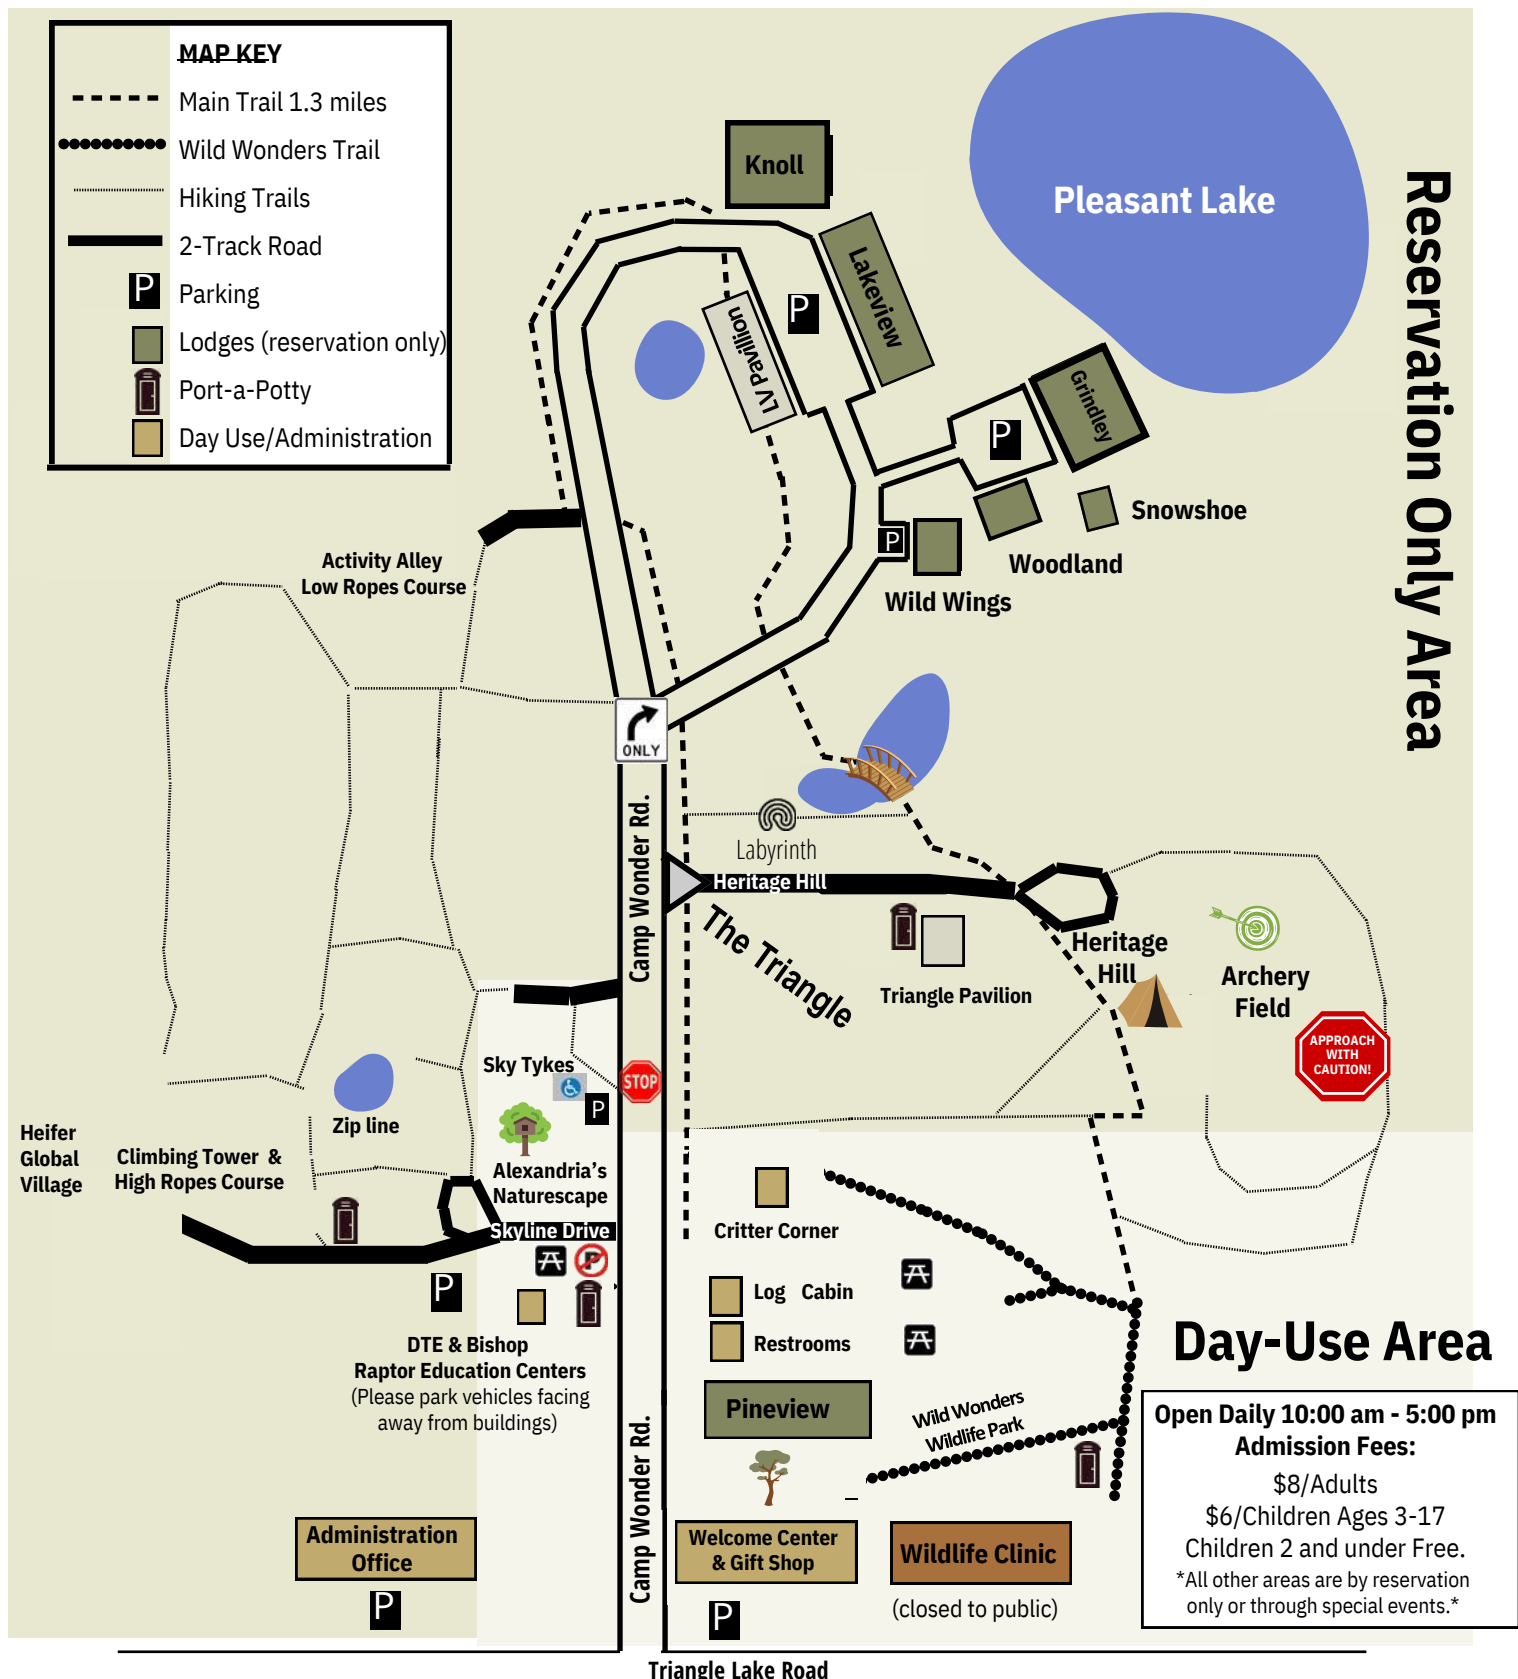 MAP KEY
Main Trail 1.3 miles
Wild Wonders Trail
Hiking Trails
2-Track Road
P
Parking
Lodges (reservation only)
Port-a-Potty
Day Use/Administration
Knoll
Pleasant Lake
Reservation Only Area
Lakeview
P
LV Pavilion
Grindley
P
Snowshoe
P
Woodland
Wild Wings
Activity Alley
Low Ropes Course
ONLY
Camp Wonder Rd.
Labyrinth
Heritage Hill
The Triangle
Triangle Pavilion
Heritage
Hill
Archery
Field
APPROACH
WITH
CAUTION!
Sky Tykes
STOP
P
Zip line
Heifer
Global
Village
Climbing Tower &
High Ropes Course
Alexandria's
Naturescape
Skyline Drive
P
P
Critter Corner
Log Cabin
Restrooms
DTE & Bishop
Raptor Education Centers
(Please park vehicles facing
away from buildings)
Pineview
Wild Wonders
Wildlife Park
Day-Use Area
Open Daily 10:00 am - 5:00 pm
Admission Fees:
$8/Adults
$6/Children Ages 3-17
Children 2 and under Free.
*All other areas are by reservation
only or through special events.*
Camp Wonder Rd.
Administration
Office
P
Welcome Center
& Gift Shop
P
Wildlife Clinic
(closed to public)
Triangle Lake Road